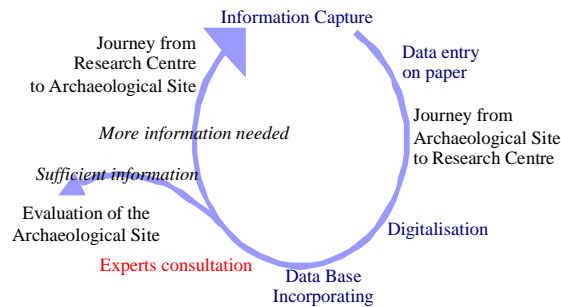 Information Capture
Data entry
on paper
Journey from
Archaeological Site
to Research Centre
Digitalisation
Data Base
Incorporating
Experts consultation
Sufficient information
Evaluation of the
Archaeological Site
More information needed
Journey from
Research Centre
to Archaeological Site